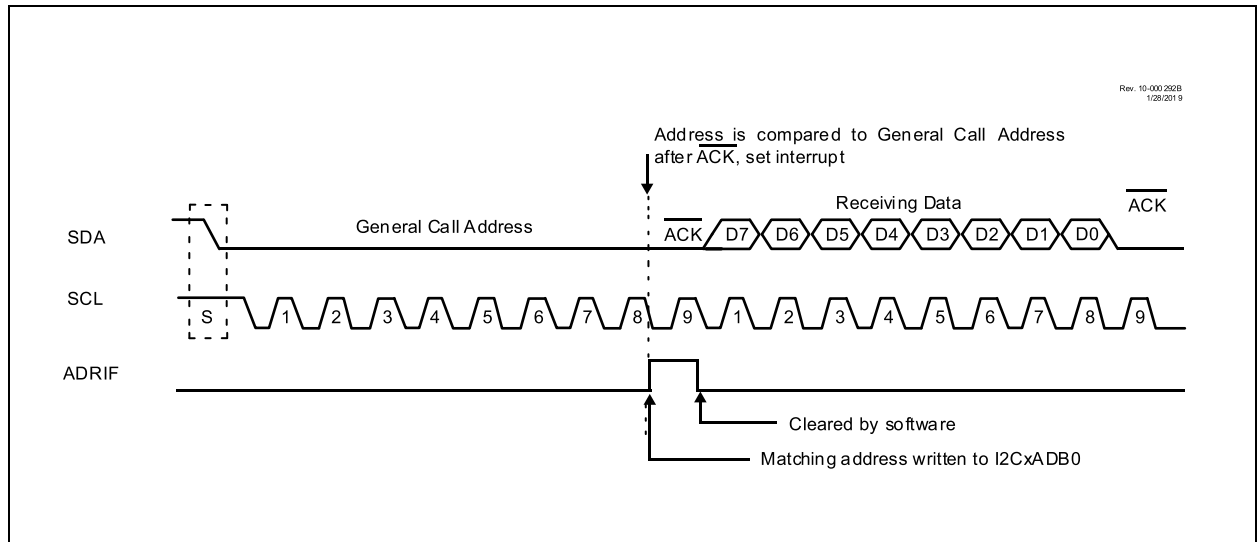 Rev. 10-000292B
1/28/2019
Address is compared to General Call Address
after ACK, set interrupt
Receiving Data
ACK
SDA
General Call Address
ACK
D7 D6 D5 D4 D3 D2 D1 D0
SCL
S
1 2 3 4 5 6 7 8 9 1 2 3 4 5 6 7 8 9
ADRIF
Cleared by software
Matching address written to I2CxADB0